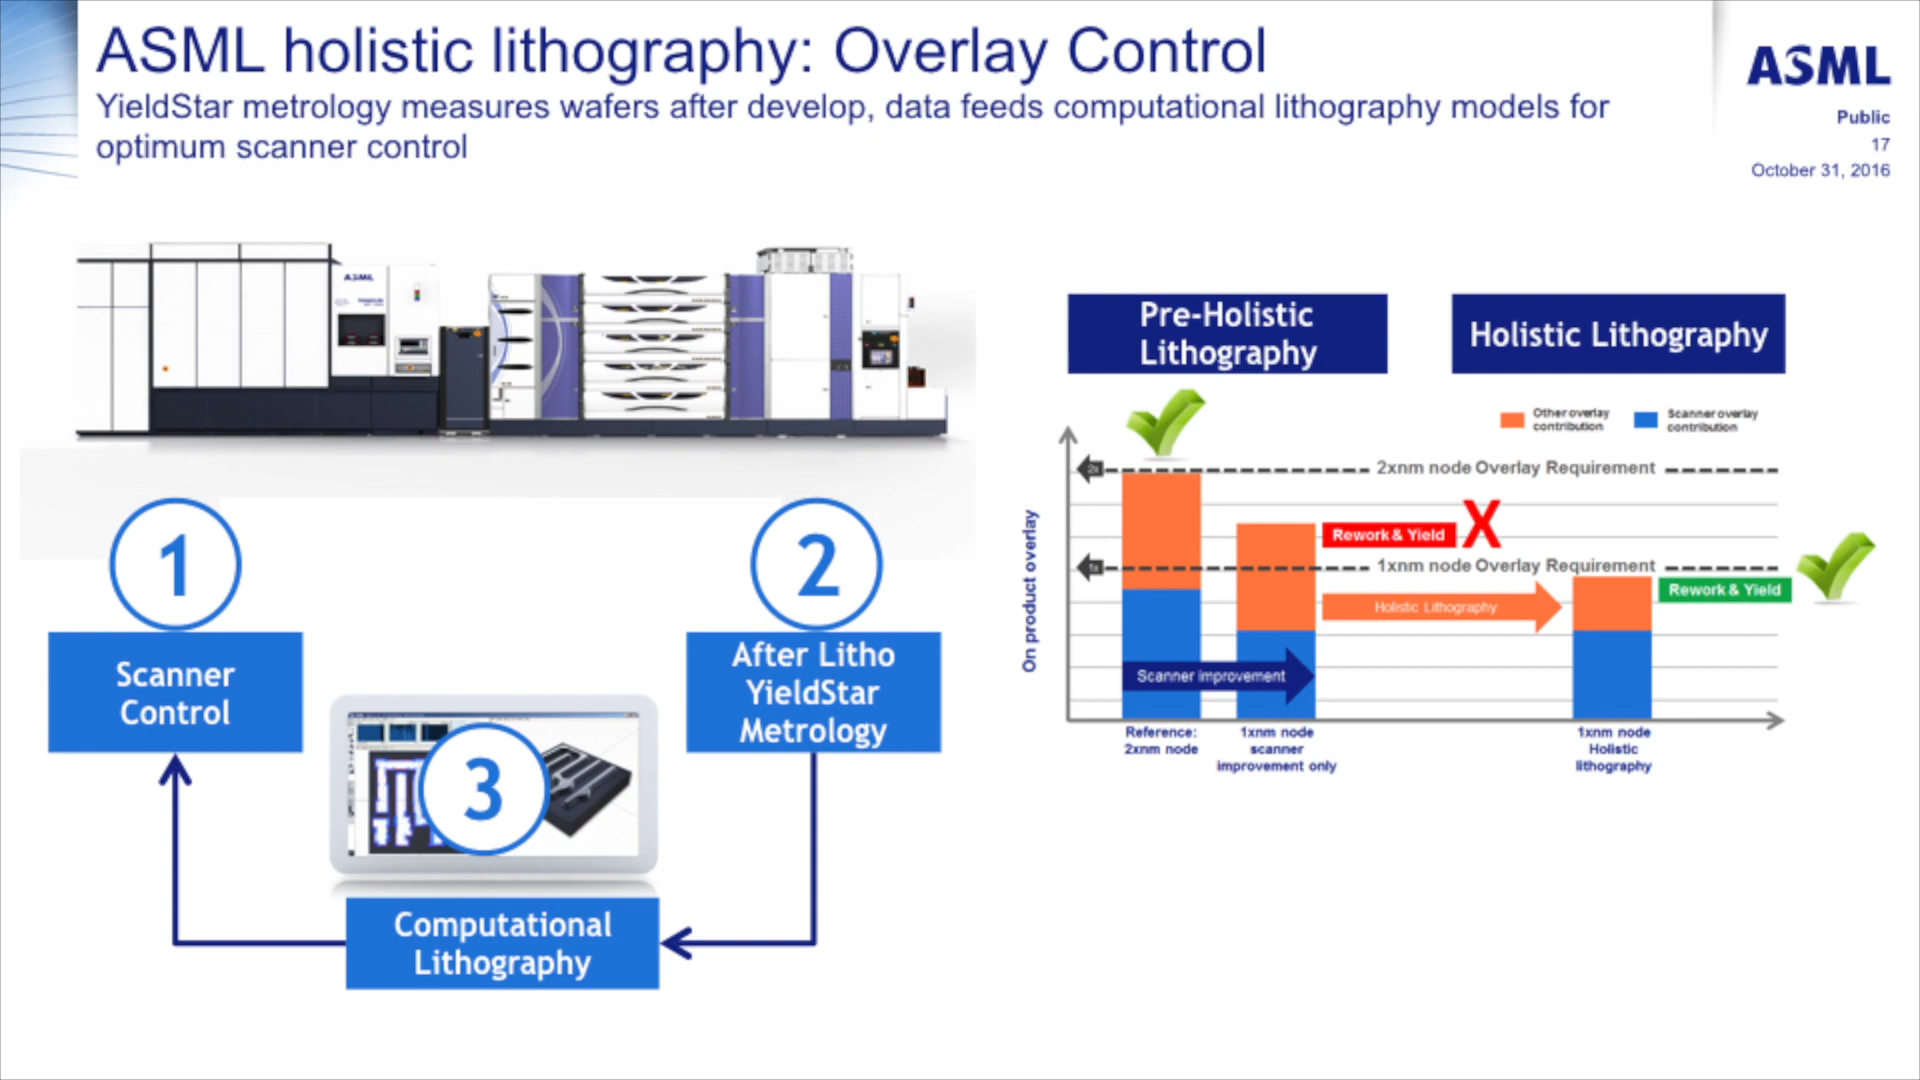 ASML holistic lithography: Overlay Control
YieldStar metrology measures wafers after develop, data feeds computational lithography models for
optimum scanner control
ASML
Public
17
October 31, 2016
ASML
1
Scanner
Control
2
After Litho
YieldStar
Metrology
3
Computational
Lithography
Pre-Holistic
Lithography
Holistic Lithography
Other overlay
contribution
Scanner overlay
contribution
On product overlay
2xnm node Overlay Requirement
Rework & Yield
X
1xnm node Overlay Requirement
Holistic Lithography
Rework & Yield
Scanner improvement
Reference:
2xnm node
1xnm node
scanner
improvement only
1xnm node
Holistic
lithography